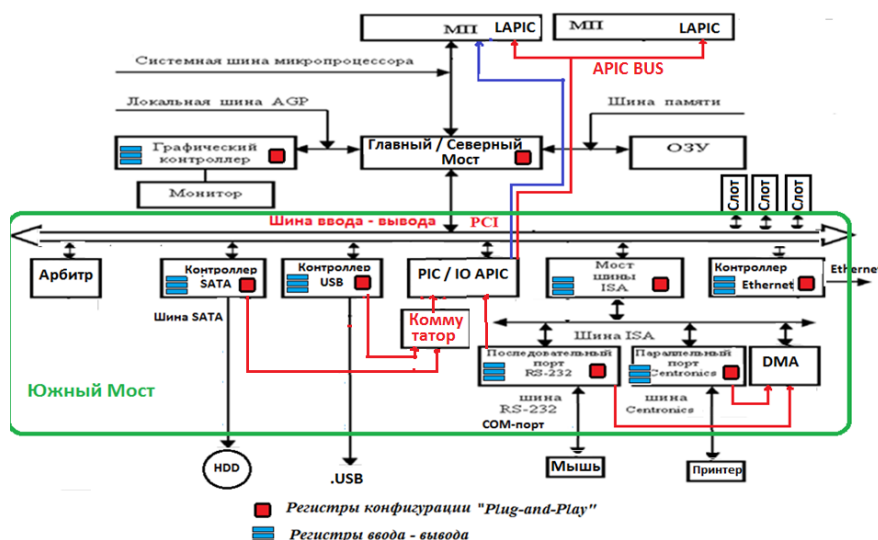 МП LAPIC
МП LAPIC
Системная шина микропроцессора
APIC BUS
Локальная шина AGP
Шина памяти
Графический
контроллер
Главный / Северный
Мост
ОЗУ
Монитор
Слот
Слот
Слот
Шина ввода - вывода PCI
Арбитр
Контроллер
SATA
Контроллер
USB
PIC / IO APIC
Мост
шины
ISA
Контроллер
Ethernet
Ethernet
Шина SATA
Комму
татор
Шина ISA
Последовательный
порт
RS-232
Параллельный
порт
Centronics
DMA
Южный Мост
шина
RS-232
шина
Centronics
COM-порт
HDD
.USB
Мышь
Принтер
Регистры конфигурации "Plug-and-Play"
Регистры ввода - вывода